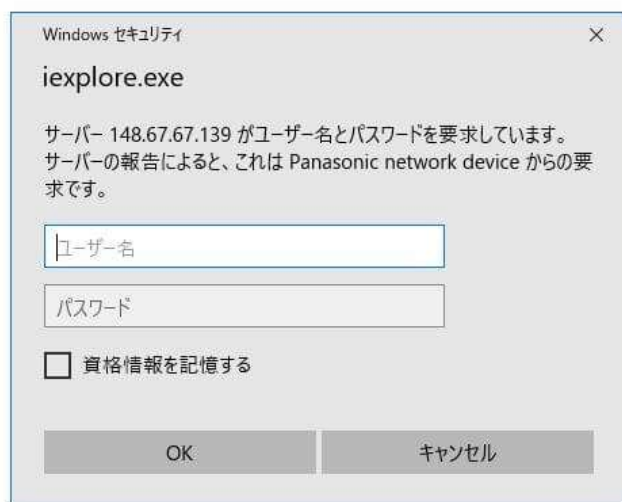 Windows セキュリティ
iexplore.exe
サーバー 148.67.67.139 がユーザー名とパスワードを要求しています。
サーバーの報告によると、これは Panasonic network device からの要
求です。
ユーザー名
パスワード
資格情報を記憶する
OK キャンセル